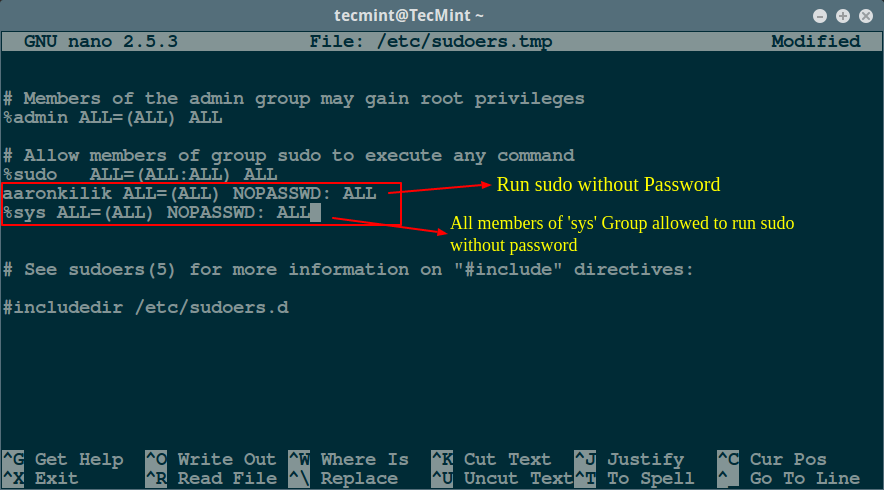 tecmint@TecMint ~
GNU nano 2.5.3 File: /etc/sudoers.tmp Modified
# Members of the admin group may gain root privileges
%admin ALL=(ALL) ALL
# Allow members of group sudo to execute any command
%sudo   ALL=(ALL:ALL) ALL
aaronkilik ALL=(ALL) NOPASSWD: ALL
Run sudo without Password
%sys ALL=(ALL) NOPASSWD: ALL
All members of 'sys' Group allowed to run sudo
without password
# See sudoers(5) for more information on "#include" directives:
#includedir /etc/sudoers.d
^G Get Help ^O Write Out ^W Where Is ^K Cut Text ^J Justify ^C Cur Pos
^X Exit ^R Read File ^\ Replace ^U Uncut Text ^T To Spell ^_ Go To Line